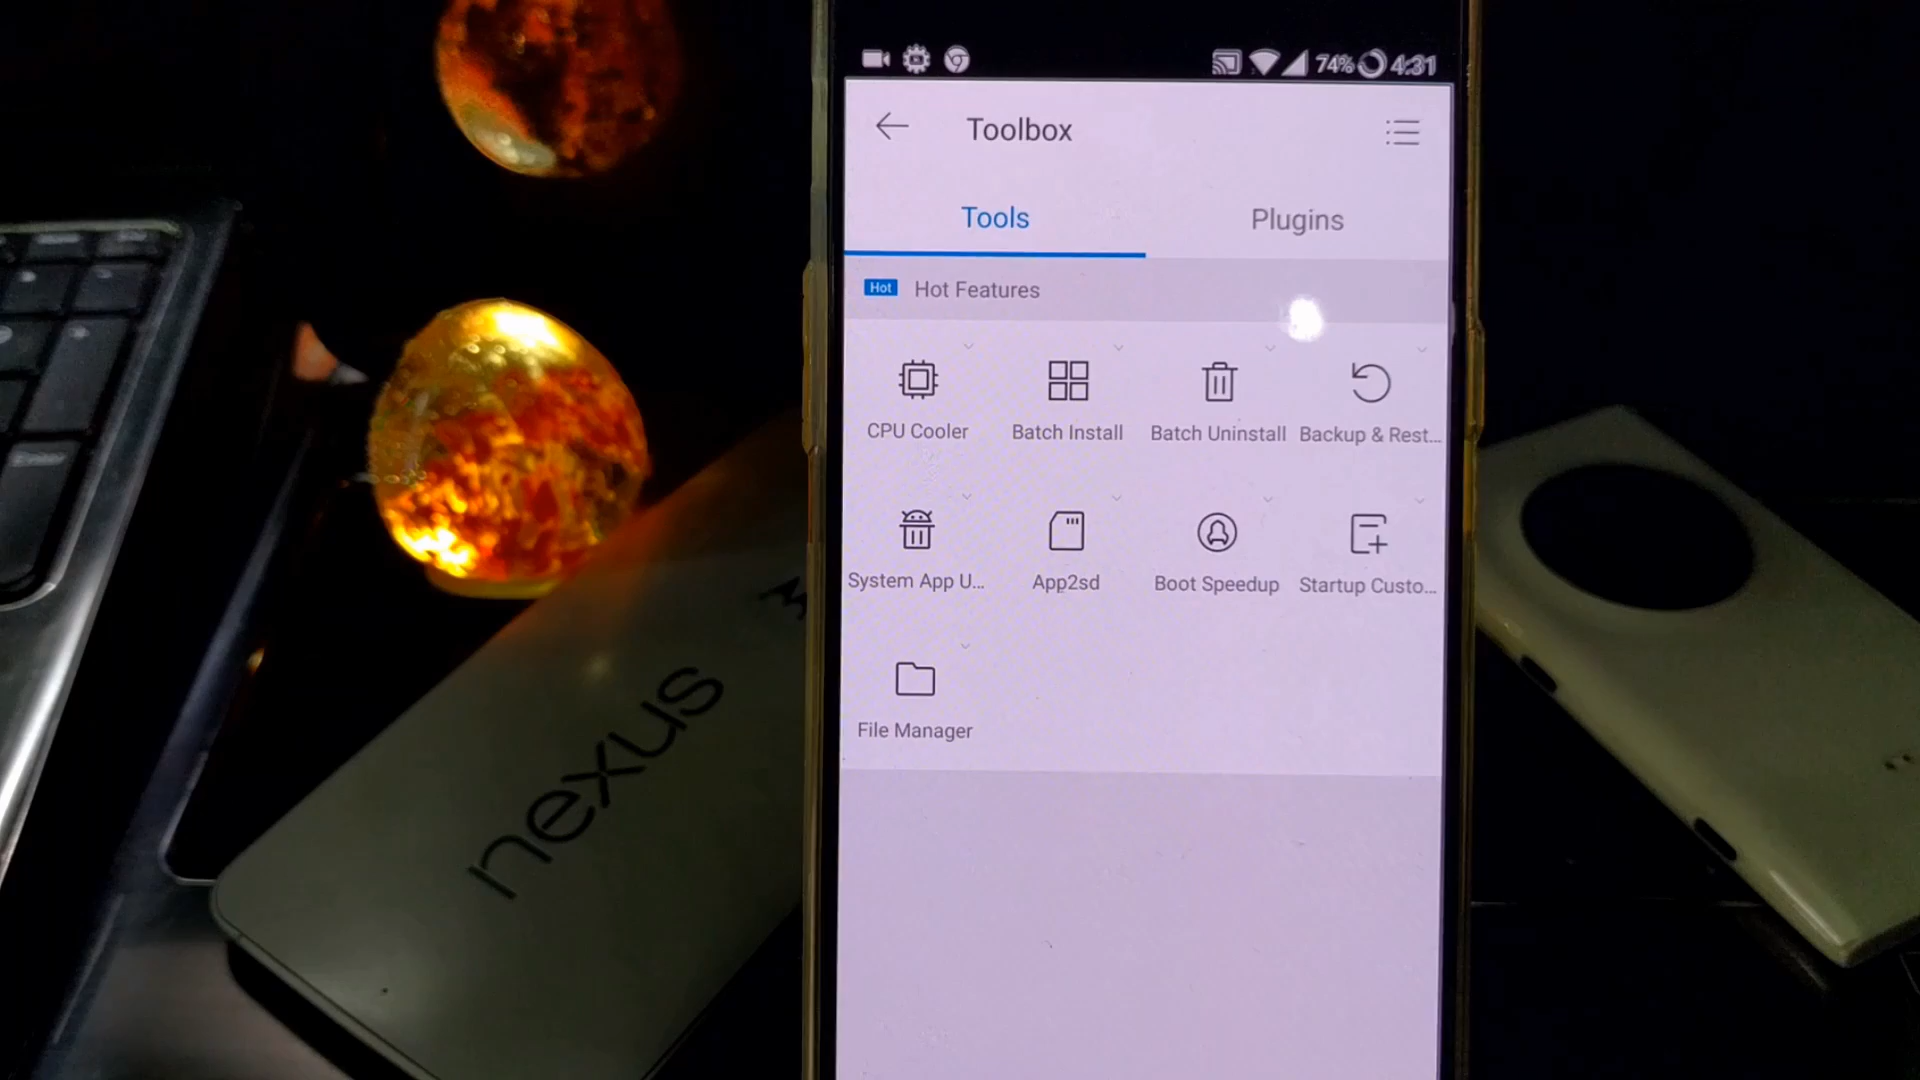 74% 4:31
Toolbox
Tools Plugins
Hot Hot Features
CPU Cooler Batch Install Batch Uninstall Backup & Rest...
System App U... App2sd Boot Speedup Startup Custo...
File Manager
nexus